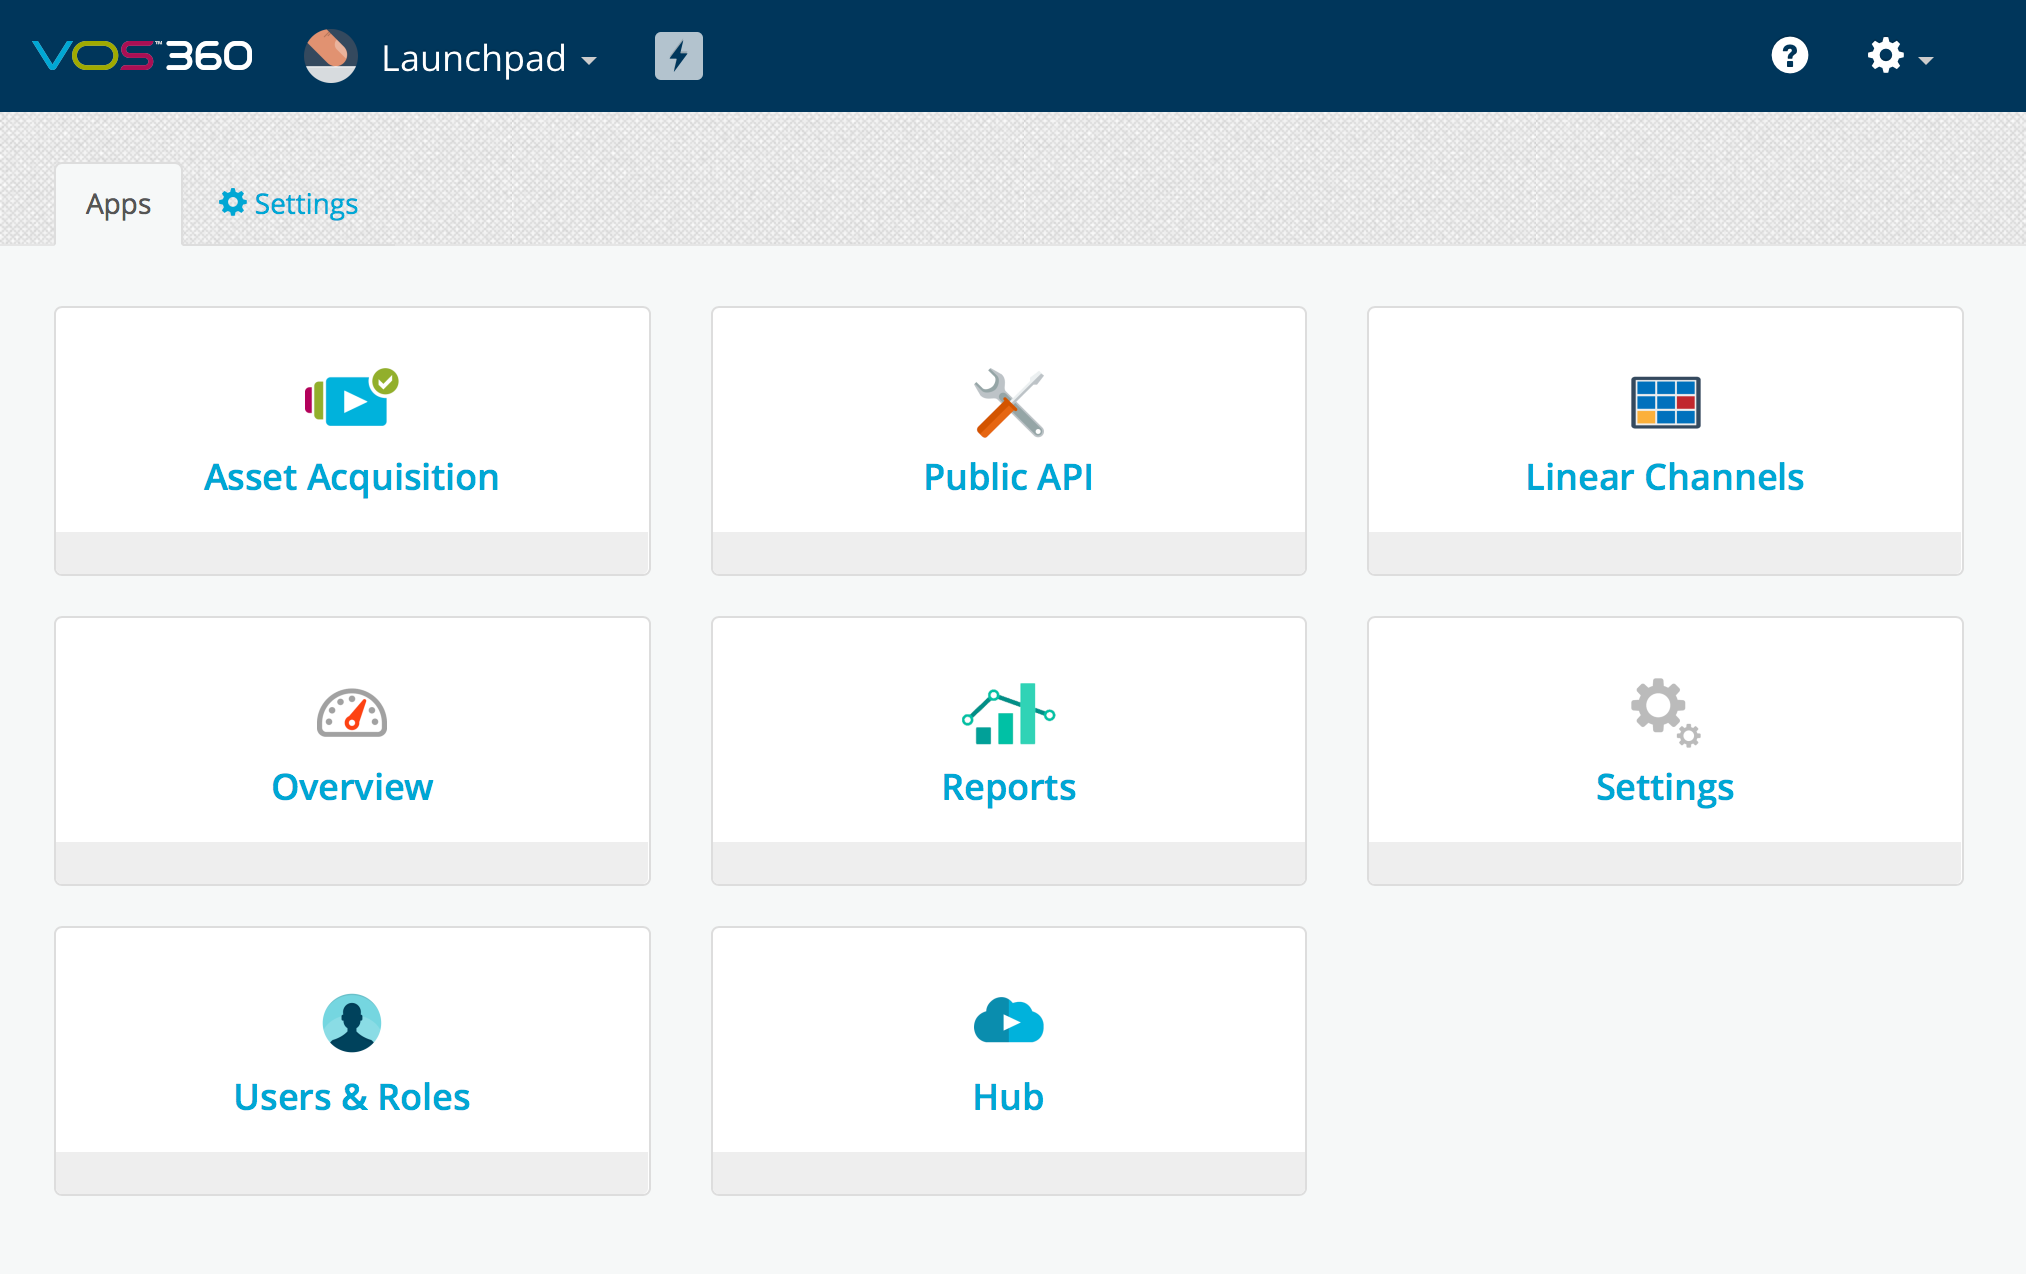 VOS™360 Launchpad
Apps Settings
Asset Acquisition Public API Linear Channels
Overview Reports Settings
Users & Roles Hub